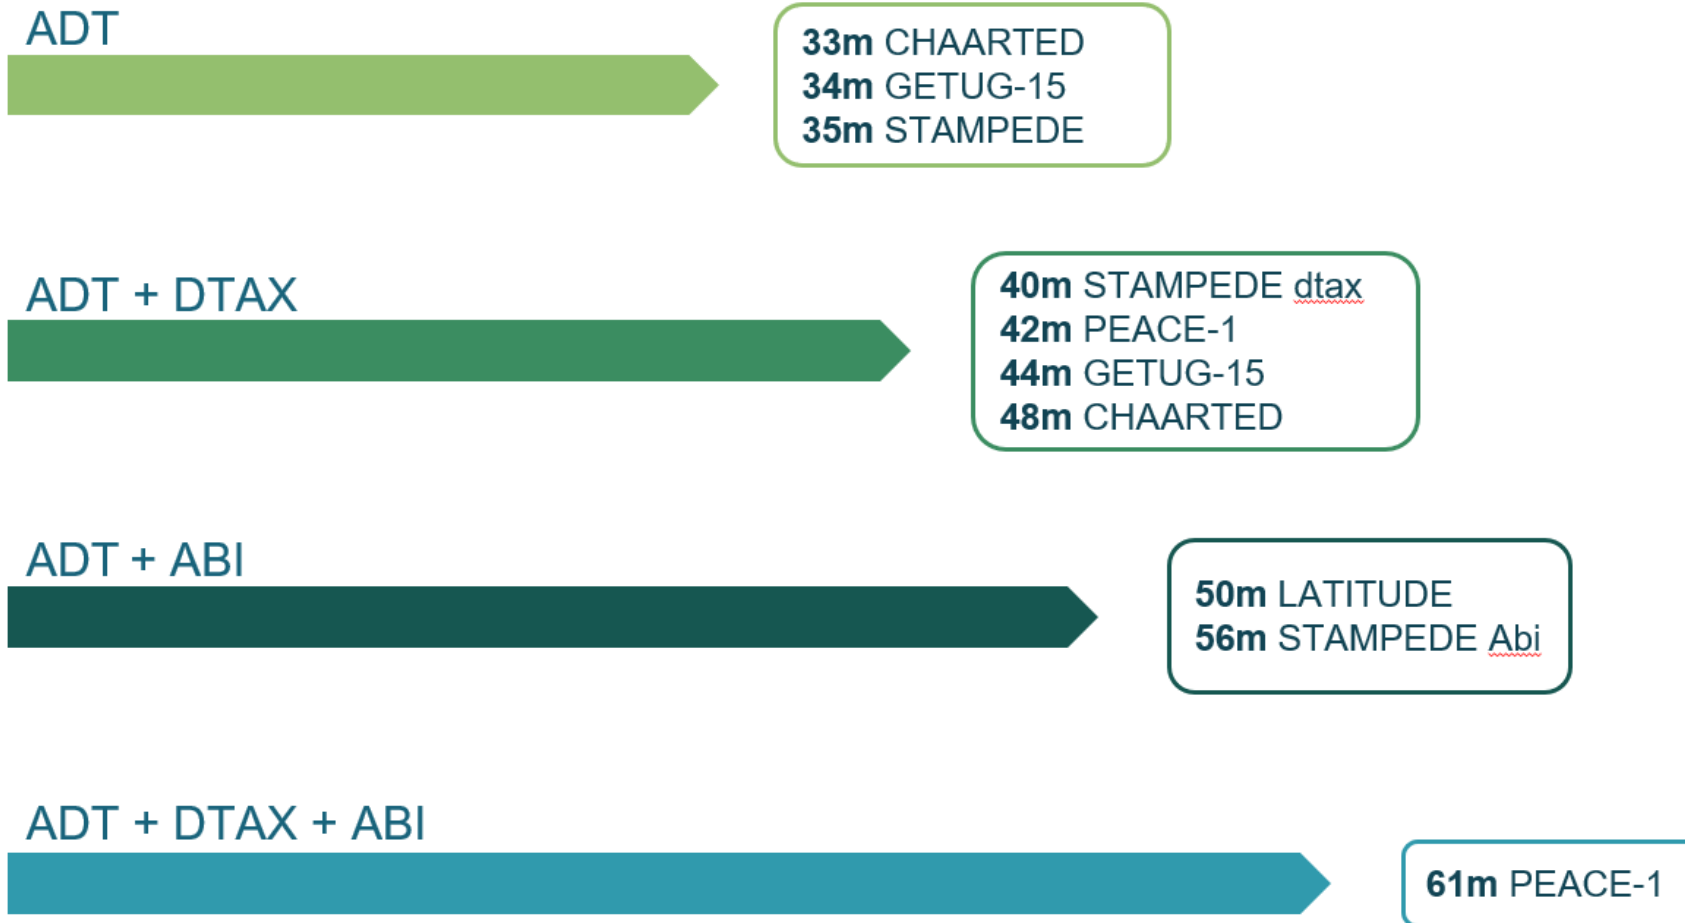 ADT
33m CHAARTED
34m GETUG-15
35m STAMPEDE
ADT + DTAX
40m STAMPEDE dtax
42m PEACE-1
44m GETUG-15
48m CHAARTED
ADT + ABI
50m LATITUDE
56m STAMPEDE Abi
ADT + DTAX + ABI
61m PEACE-1